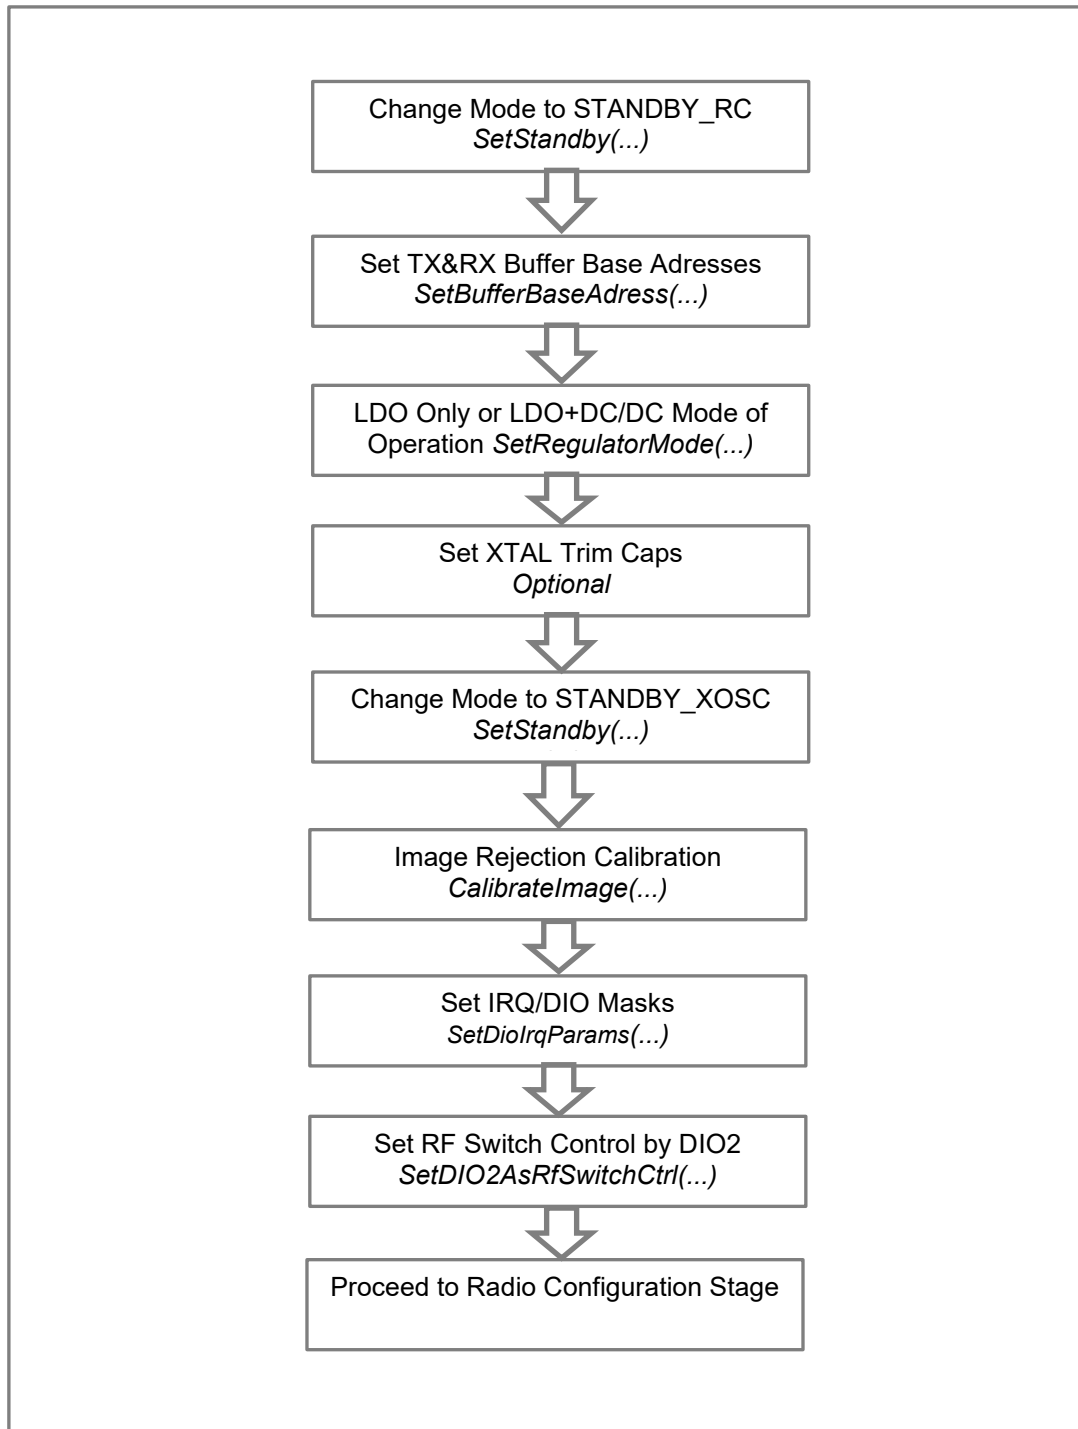 Change Mode to STANDBY_RC
SetStandby(...)
Set TX&RX Buffer Base Adresses
SetBufferBaseAdress(...)
LDO Only or LDO+DC/DC Mode of
Operation SetRegulatorMode(...)
Set XTAL Trim Caps
Optional
Change Mode to STANDBY_XOSC
SetStandby(...)
Image Rejection Calibration
CalibrateImage(...)
Set IRQ/DIO Masks
SetDioIrqParams(...)
Set RF Switch Control by DIO2
SetDIO2AsRfSwitchCtrl(...)
Proceed to Radio Configuration Stage